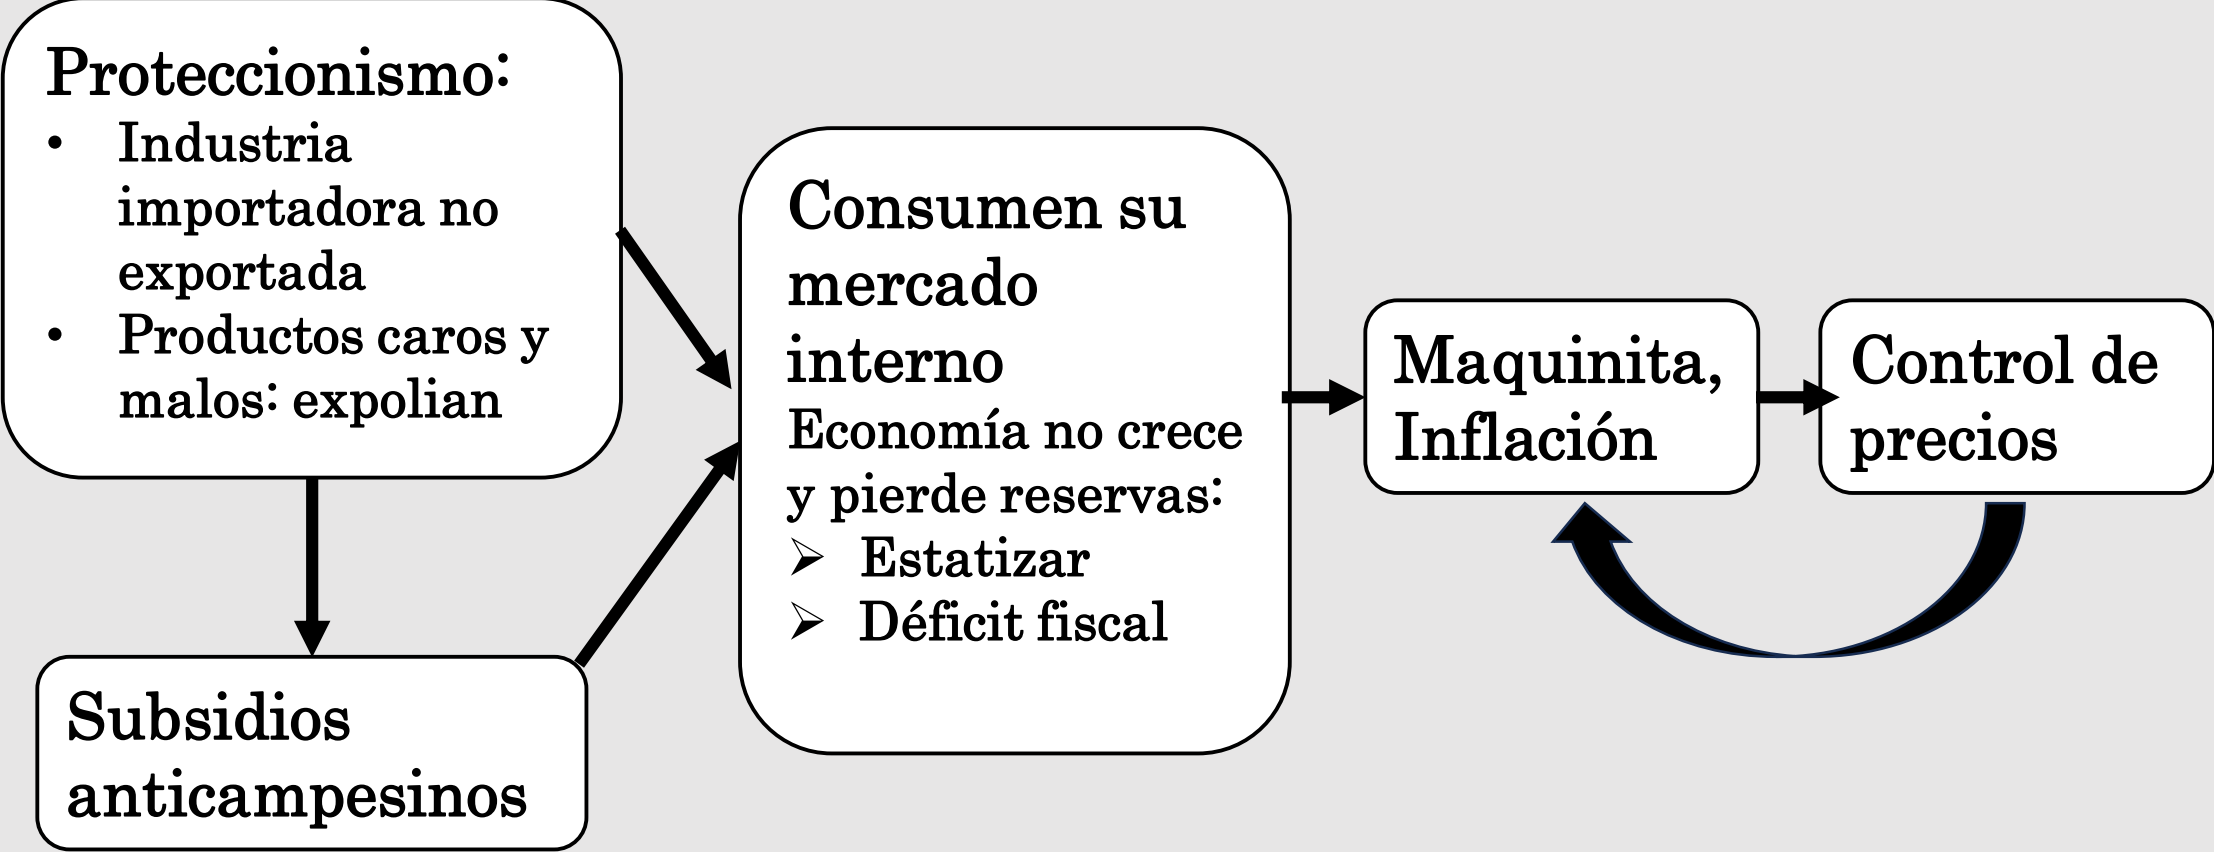 Proteccionismo:
• Industria
importadora no
exportada
• Productos caros y
malos: expolian
Subsidios
anticampesinos
Consumen su
mercado
interno
Economía no crece
y pierde reservas:
➢ Estatizar
➢ Déficit fiscal
Maquinita,
Inflación
Control de
precios